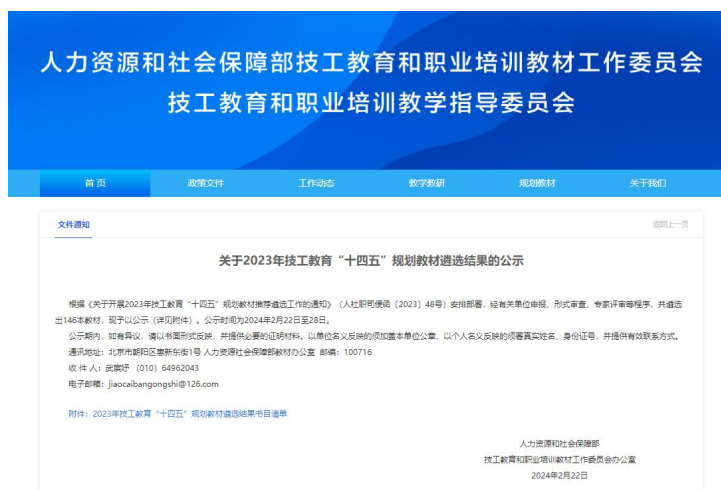 人力资源和社会保障部技工教育和职业培训教材工作委员会
技工教育和职业培训教学指导委员会
首页 政策文件 工作动态 教学教研 规划教材 关于我们
文件通知 返回上一页
关于2023年技工教育“十四五”规划教材遴选结果的公示
根据《关于开展2023年技工教育“十四五”规划教材推荐遴选工作的通知》（人社职司便函〔2023〕48号）安排部署，经有关单位申报、形式审查、专家评审等程序，共遴选
出146本教材，现予以公示（详见附件）。公示时间为2024年2月22日至28日。
公示期内，如有异议，请以书面形式反映，并提供必要的证明材料。以单位名义反映的须加盖本单位公章，以个人名义反映的须署真实姓名、身份证号，并提供有效联系方式。
通讯地址：北京市朝阳区惠新东街1号 人力资源社会保障部教材办公室 邮编：100716
收 件 人：武宸妤 （010）64962043
电子邮箱：jiaocaibangongshi@126.com
附件：2023年技工教育“十四五”规划教材遴选结果书目清单
人力资源和社会保障部
技工教育和职业培训教材工作委员会办公室
2024年2月22日